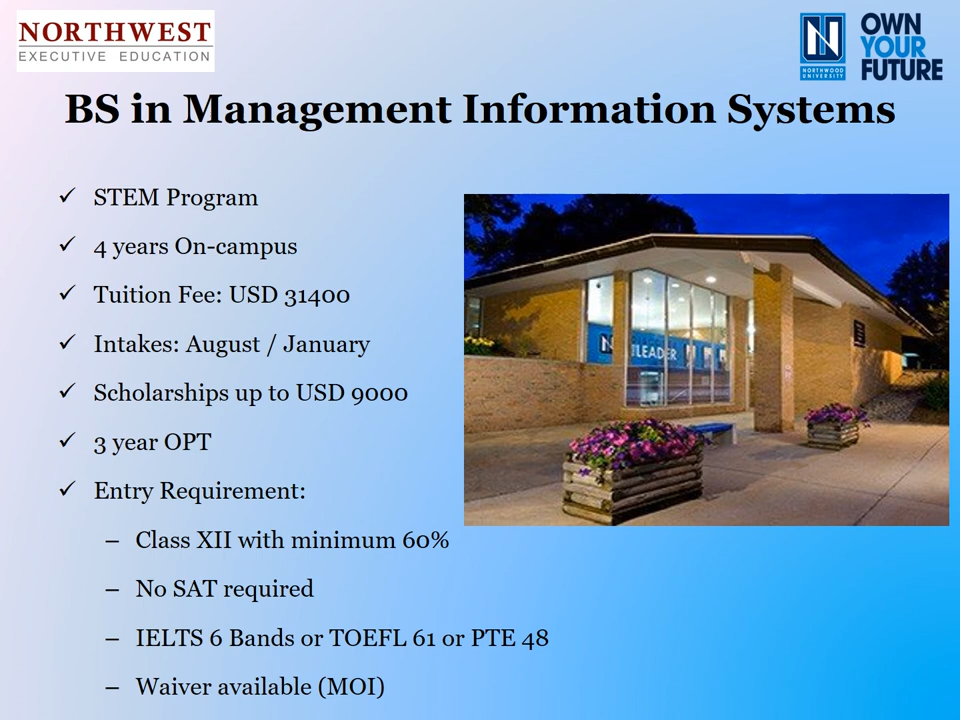 NORTHWEST
EXECUTIVE EDUCATION
N
NORTHWOOD
UNIVERSITY
OWN
YOUR
FUTURE
BS in Management Information Systems
✓ STEM Program
✓ 4 years On-campus
✓ Tuition Fee: USD 31400
✓ Intakes: August / January
✓ Scholarships up to USD 9000
✓ 3 year OPT
✓ Entry Requirement:
– Class XII with minimum 60%
– No SAT required
– IELTS 6 Bands or TOEFL 61 or PTE 48
– Waiver available (MOI)
LEADER